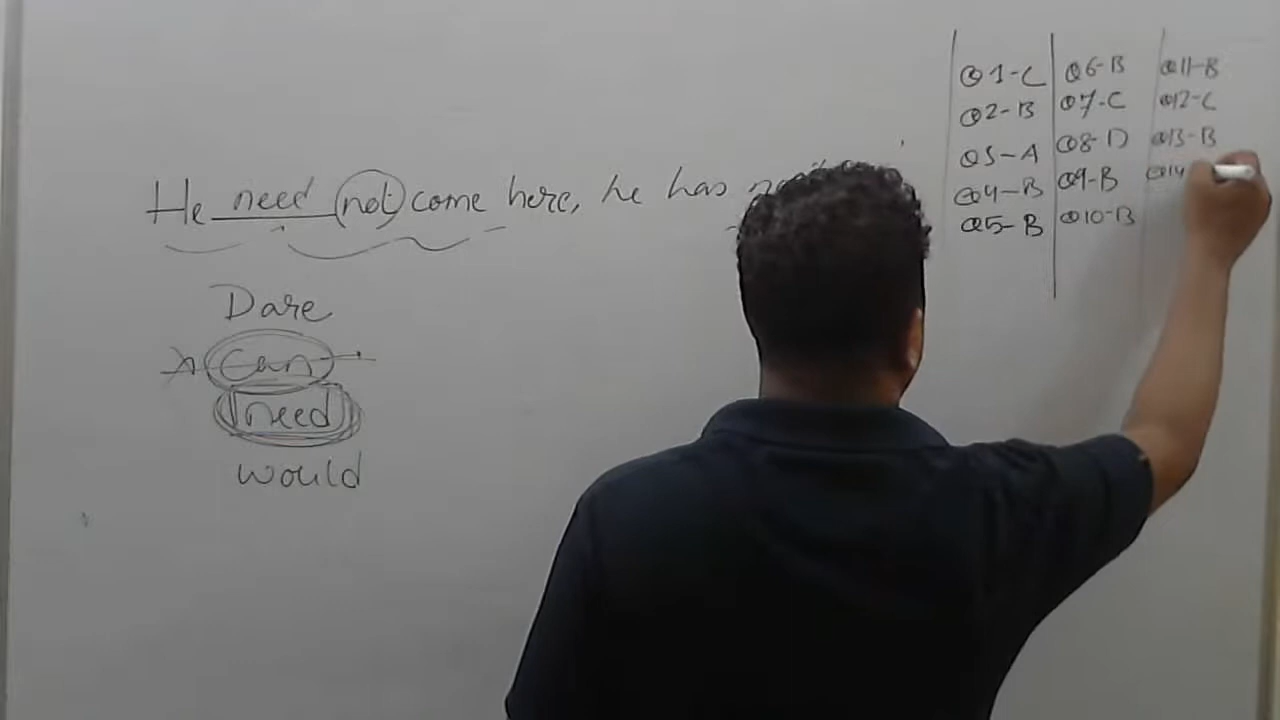 He need not come here, he has
Dare
Can
need
would
Q1-C
Q2-B
Q3-A
Q4-B
Q5-B
Q6-B
Q7-C
Q8-D
Q9-B
Q10-B
Q11-B
Q12-C
Q13-B
Q14